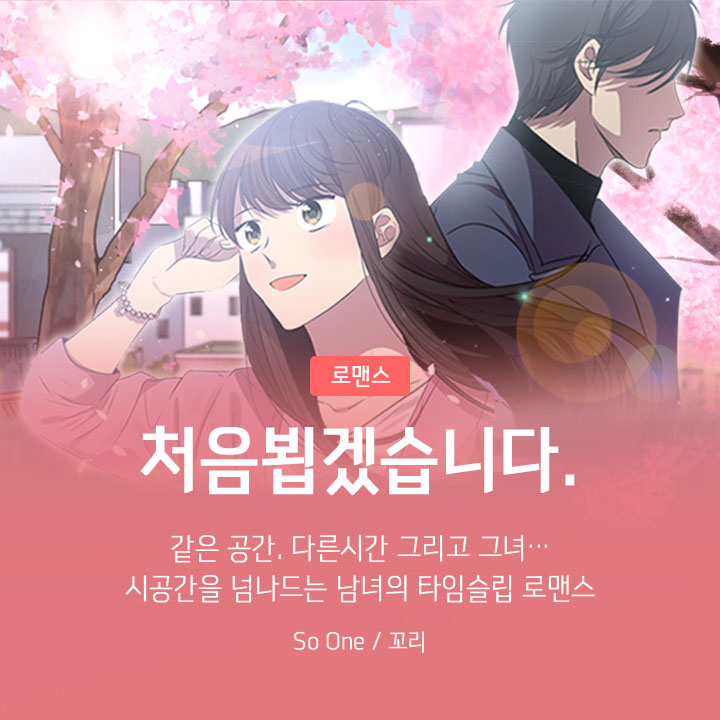 로맨스
처음뵙겠습니다.
같은 공간. 다른시간 그리고 그녀…
시공간을 넘나드는 남녀의 타임슬립 로맨스
So One / 꼬리